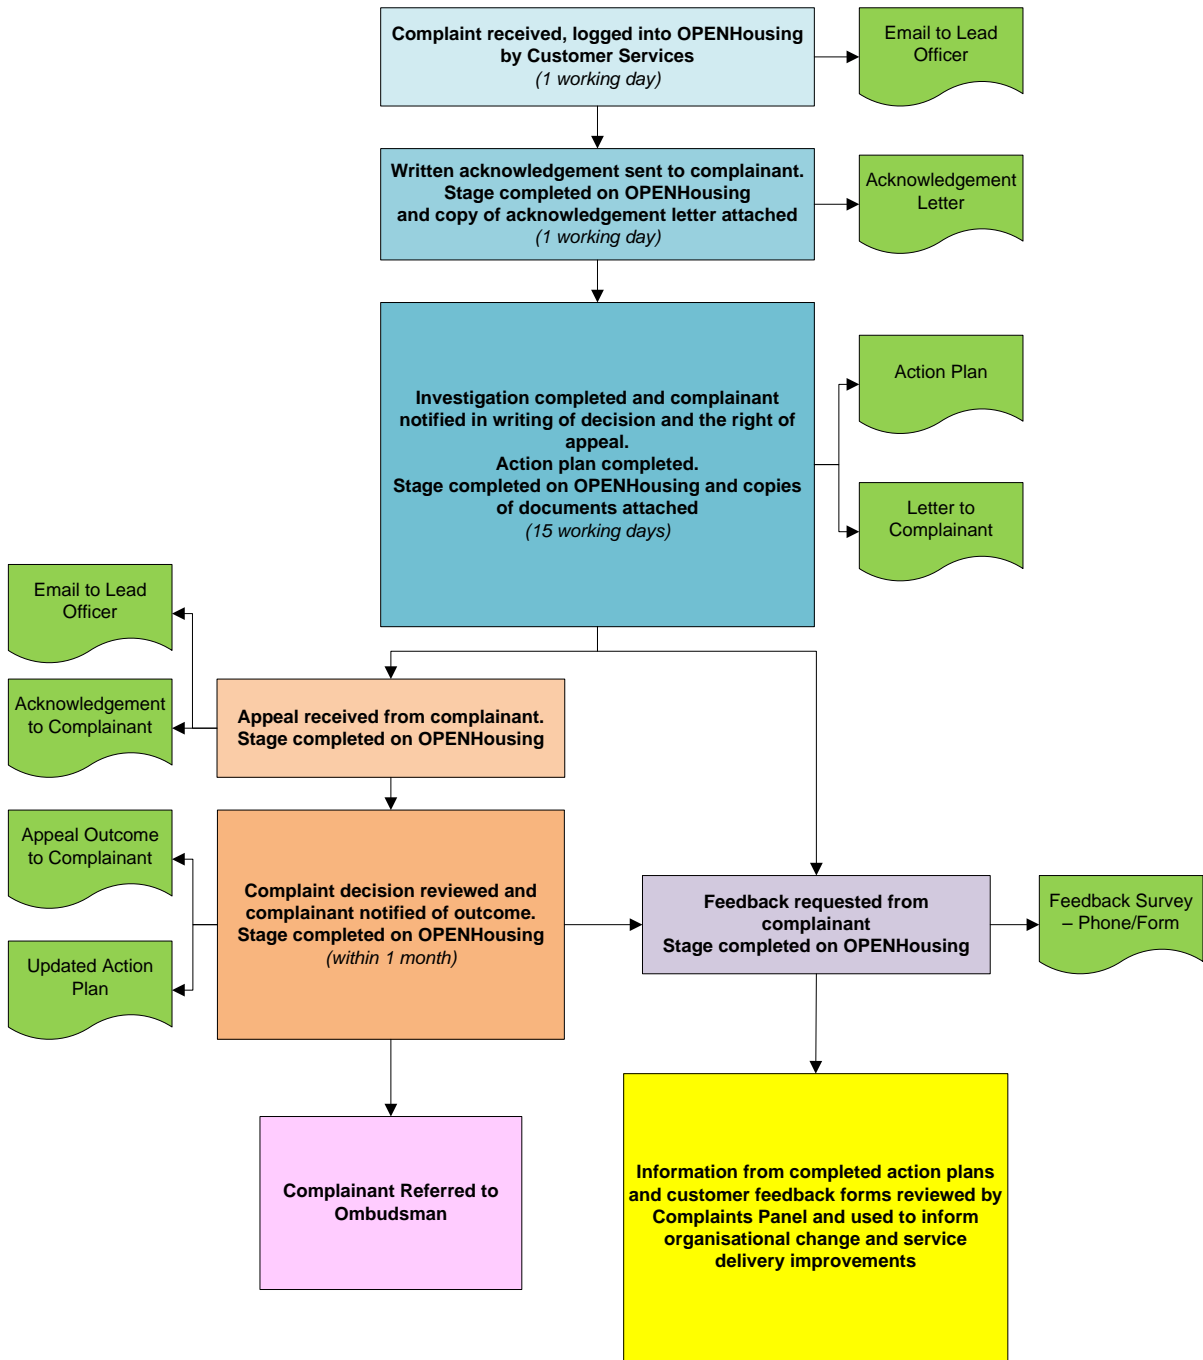 Complaint received, logged into OPENHousing
by Customer Services
(1 working day)
Email to Lead
Officer
Written acknowledgement sent to complainant.
Stage completed on OPENHousing
and copy of acknowledgement letter attached
(1 working day)
Acknowledgement
Letter
Investigation completed and complainant
notified in writing of decision and the right of
appeal.
Action plan completed.
Stage completed on OPENHousing and copies
of documents attached
(15 working days)
Action Plan
Letter to
Complainant
Email to Lead
Officer
Acknowledgement
to Complainant
Appeal received from complainant.
Stage completed on OPENHousing
Appeal Outcome
to Complainant
Updated Action
Plan
Complaint decision reviewed and
complainant notified of outcome.
Stage completed on OPENHousing
(within 1 month)
Feedback requested from
complainant
Stage completed on OPENHousing
Feedback Survey
– Phone/Form
Complainant Referred to
Ombudsman
Information from completed action plans
and customer feedback forms reviewed by
Complaints Panel and used to inform
organisational change and service
delivery improvements